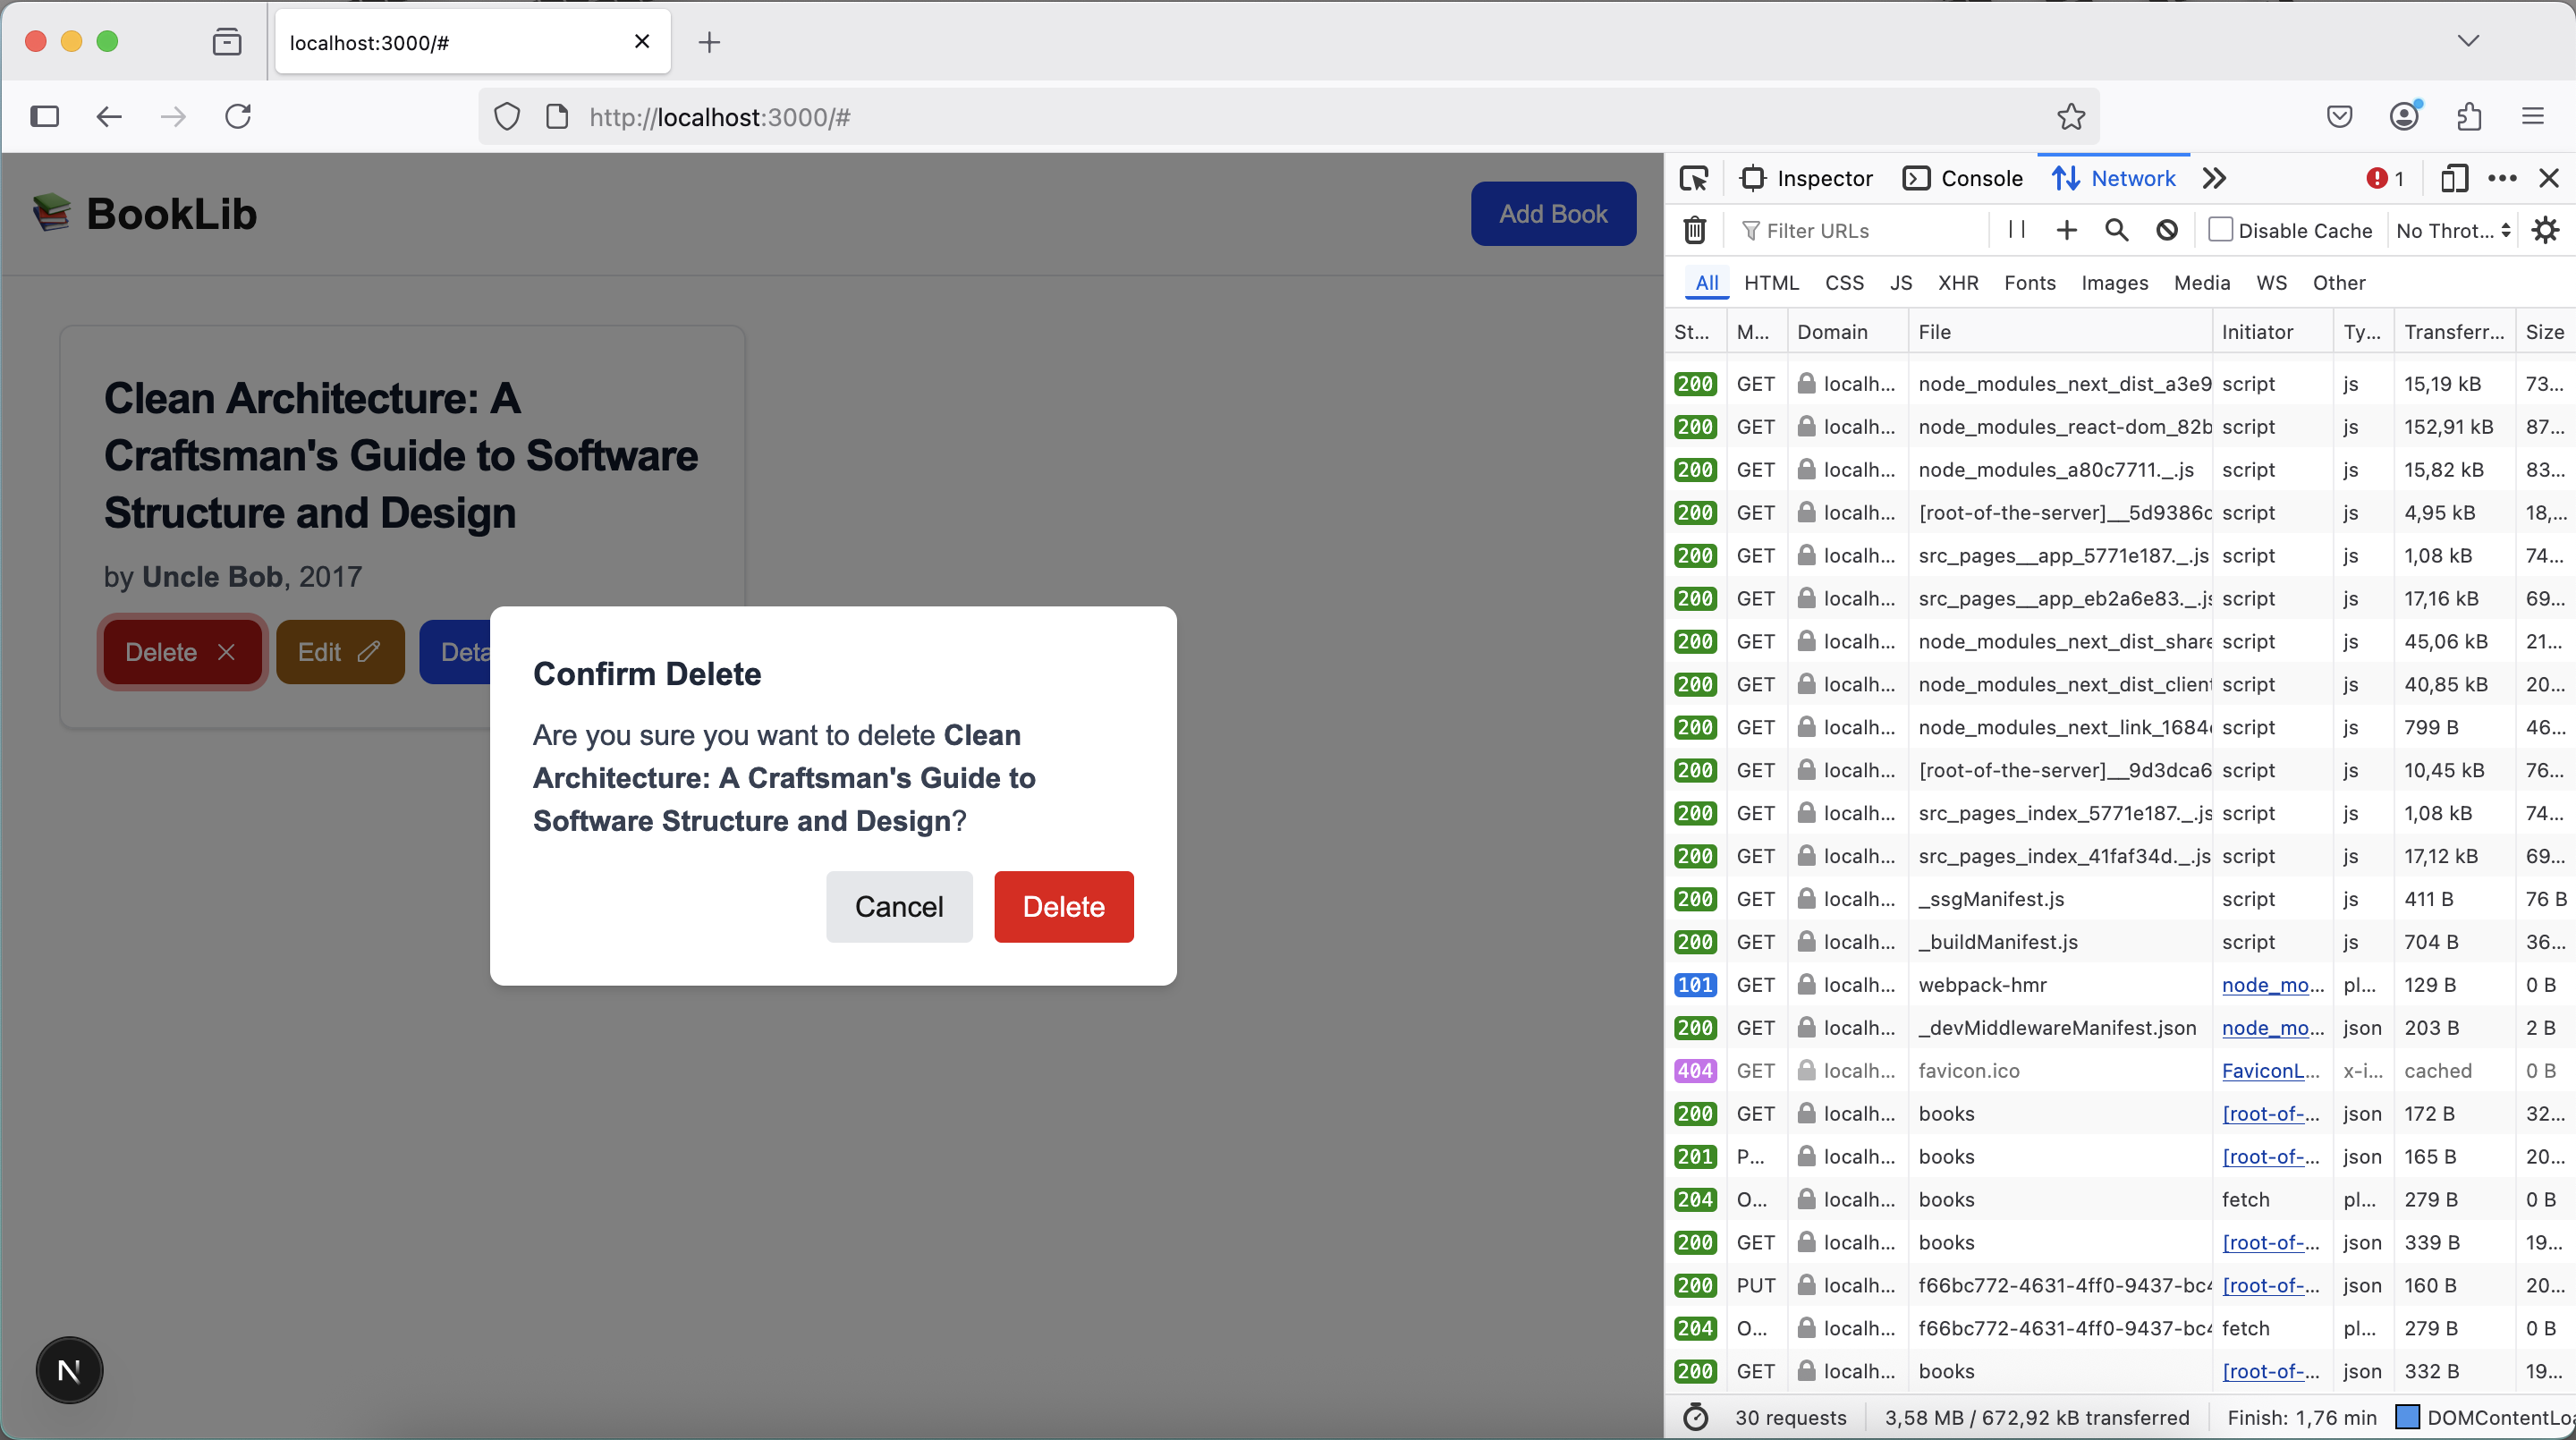 localhost:3000/#
http://localhost:3000/#
BookLib
Add Book
Clean Architecture: A
Craftsman's Guide to Software
Structure and Design
by Uncle Bob, 2017
Delete
Edit
Deta
Confirm Delete
Are you sure you want to delete Clean
Architecture: A Craftsman's Guide to
Software Structure and Design?
Cancel Delete
N
Inspector Console Network 1
Filter URLs Disable Cache No Throt...
All HTML CSS JS XHR Fonts Images Media WS Other
St... M... Domain File Initiator Ty... Transferr... Size
200 GET localh... node_modules_next_dist_a3e9 script js 15,19 kB 73...
200 GET localh... node_modules_react-dom_82b script js 152,91 kB 87...
200 GET localh... node_modules_a80c7711._.js script js 15,82 kB 83...
200 GET localh... [root-of-the-server]__5d9386c script js 4,95 kB 18,...
200 GET localh... src_pages__app_5771e187._.js script js 1,08 kB 74...
200 GET localh... src_pages__app_eb2a6e83._.js script js 17,16 kB 69...
200 GET localh... node_modules_next_dist_share script js 45,06 kB 21...
200 GET localh... node_modules_next_dist_client script js 40,85 kB 20...
200 GET localh... node_modules_next_link_1684 script js 799 B 46...
200 GET localh... [root-of-the-server]__9d3dca6 script js 10,45 kB 76...
200 GET localh... src_pages_index_5771e187._.js script js 1,08 kB 74...
200 GET localh... src_pages_index_41faf34d._.js script js 17,12 kB 69...
200 GET localh... _ssgManifest.js script js 411 B 76 B
200 GET localh... _buildManifest.js script js 704 B 36...
101 GET localh... webpack-hmr node_mo... pl... 129 B 0 B
200 GET localh... _devMiddlewareManifest.json node_mo... json 203 B 2 B
404 GET localh... favicon.ico FaviconL... x-i... cached 0 B
200 GET localh... books [root-of-... json 172 B 32...
201 P... localh... books [root-of-... json 165 B 20...
204 O... localh... books fetch pl... 279 B 0 B
200 GET localh... books [root-of-... json 339 B 19...
200 PUT localh... f66bc772-4631-4ff0-9437-bc4 [root-of-... json 160 B 20...
204 O... localh... f66bc772-4631-4ff0-9437-bc4 fetch pl... 279 B 0 B
200 GET localh... books [root-of-... json 332 B 19...
30 requests 3,58 MB / 672,92 kB transferred Finish: 1,76 min DOMContentLo